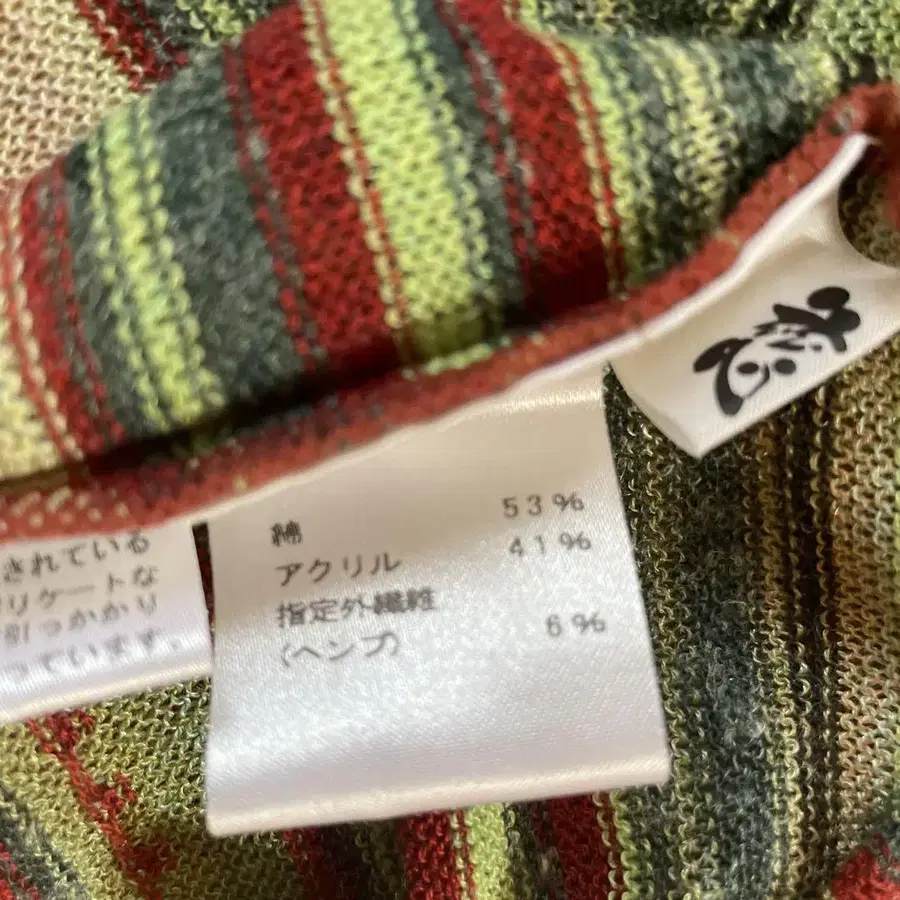 されている
リケートな
引っかかり
っています。
綿 53%
アクリル 41%
指定外繊維
(ヘンプ) 6%